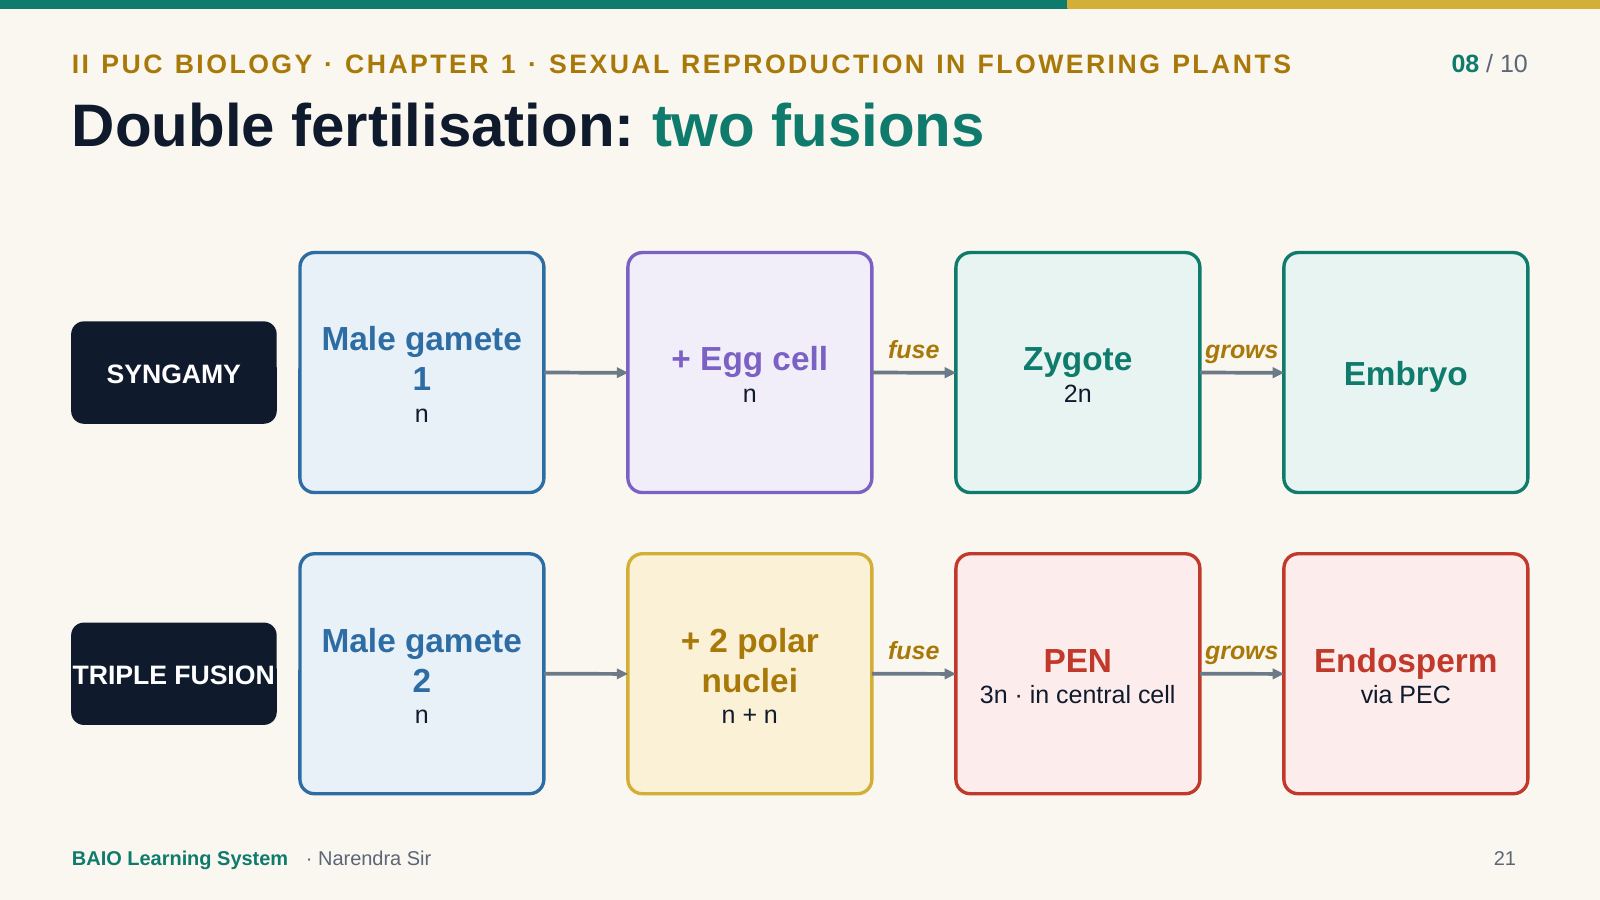 II PUC BIOLOGY · CHAPTER 1 · SEXUAL REPRODUCTION IN FLOWERING PLANTS
08 / 10
Double fertilisation: two fusions
SYNGAMY
Male gamete
1
n
+ Egg cell
n
fuse
Zygote
2n
grows
Embryo
TRIPLE FUSION
Male gamete
2
n
+ 2 polar
nuclei
n + n
fuse
PEN
3n · in central cell
grows
Endosperm
via PEC
BAIO Learning System · Narendra Sir
21